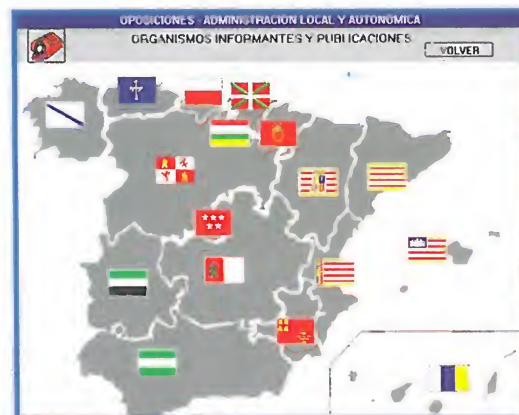 OPOSICIONES - ADMINISTRACION LOCAL Y AUTONOMICA
ORGANISMOS INFORMANTES Y PUBLICACIONES
VOLVER